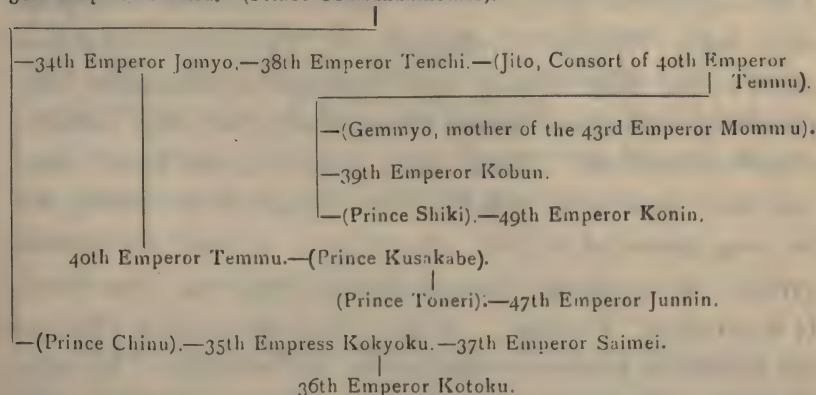 —34th Emperor Jomyo.—38th Emperor Tenchi.—(Jito, Consort of 40th Emperor
Tenmu).
—(Gemmyo, mother of the 43rd Emperor Mommu).
—39th Emperor Kobun.
—(Prince Shiki).—49th Emperor Konin.
40th Emperor Temmu.—(Prince Kusakabe).
(Prince Toneri).—47th Emperor Junnin.
—(Prince Chinu).—35th Empress Kokyoku.—37th Emperor Saimei.
36th Emperor Kotoku.